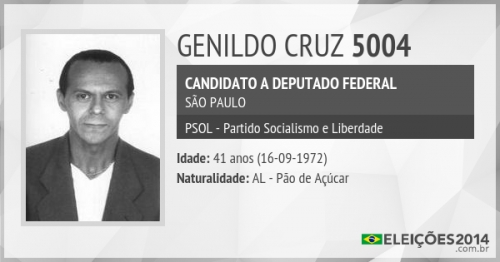 GENILDO CRUZ 5004
CANDIDATO A DEPUTADO FEDERAL
SÃO PAULO
PSOL - Partido Socialismo e Liberdade
Idade: 41 anos (16-09-1972)
Naturalidade: AL - Pão de Açúcar
ELEIÇÕES2014
.com.br